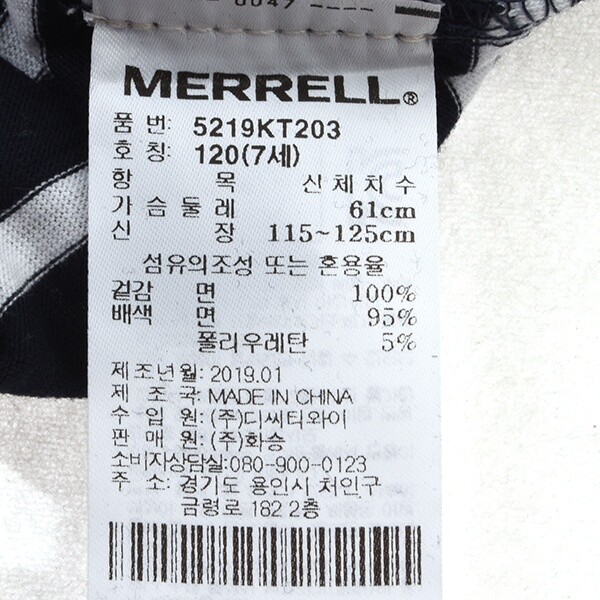 MERRELL®
품 번: 5219KT203
호 칭: 120(7세)
항 목 신체치수
가슴둘레 61cm
신 장 115~125cm
섬유의조성 또는 혼용율
겉감 면 100%
배색 면 95%
폴리우레탄 5%
제조년월: 2019.01
제 조 국: MADE IN CHINA
수 입 원: (주)디씨티와이
판 매 원: (주)화승
소비자상담실:080-900-0123
주 소: 경기도 용인시 처인구
금령로 182 2층